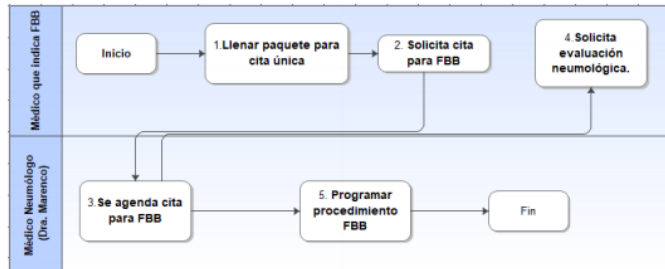 Médico que indica FBB
Inicio
1.Llenar paquete para
cita única
2. Solicita cita
para FBB
4.Solicita
evaluación
neumológica.
Médico Neumólogo
(Dra. Marenco)
3.Se agenda cita
para FBB
5. Programar
procedimiento
FBB
Fin